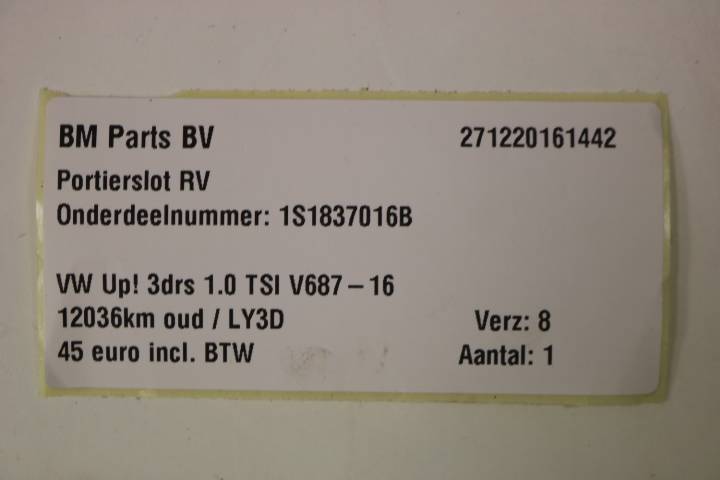 BM Parts BV 271220161442
Portierslot RV
Onderdeelnummer: 1S1837016B
VW Up! 3drs 1.0 TSI V687 – 16
12036km oud / LY3D Verz: 8
45 euro incl. BTW Aantal: 1